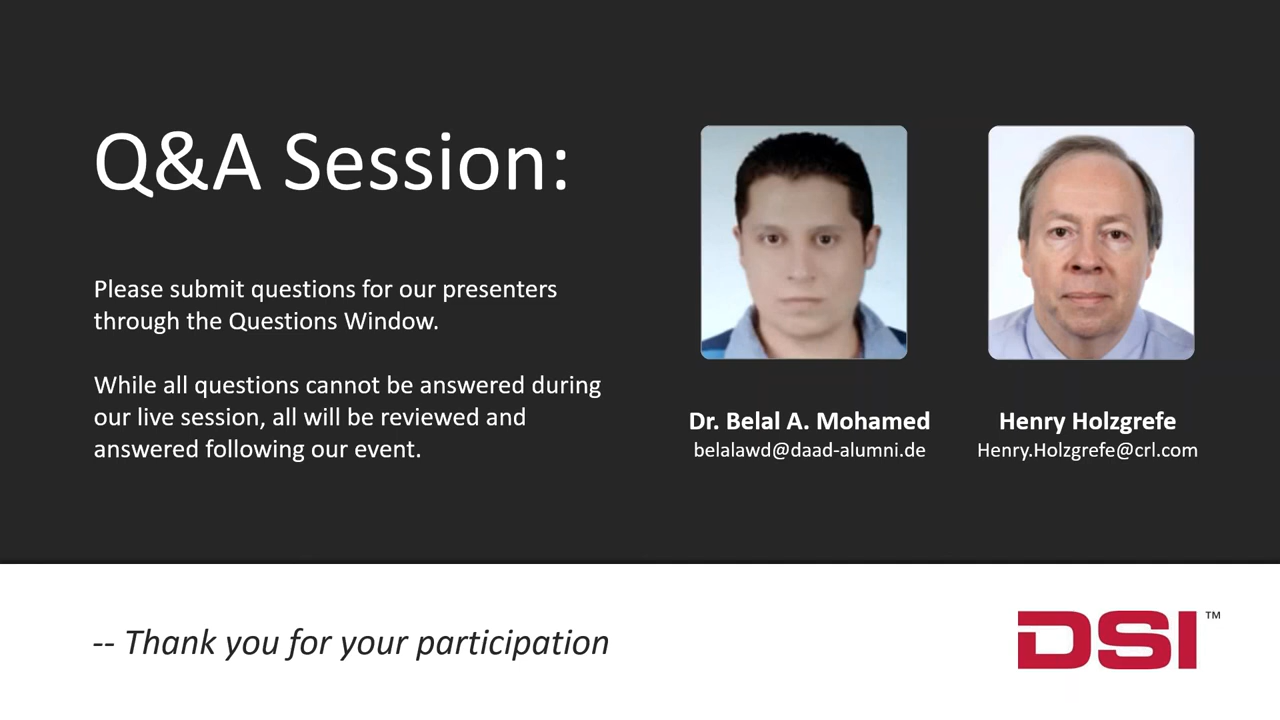 Q&A Session:
Please submit questions for our presenters
through the Questions Window.
While all questions cannot be answered during
our live session, all will be reviewed and
answered following our event.
Dr. Belal A. Mohamed
belalawd@daad-alumni.de
Henry Holzgrefe
Henry.Holzgrefe@crl.com
-- Thank you for your participation
DSI™